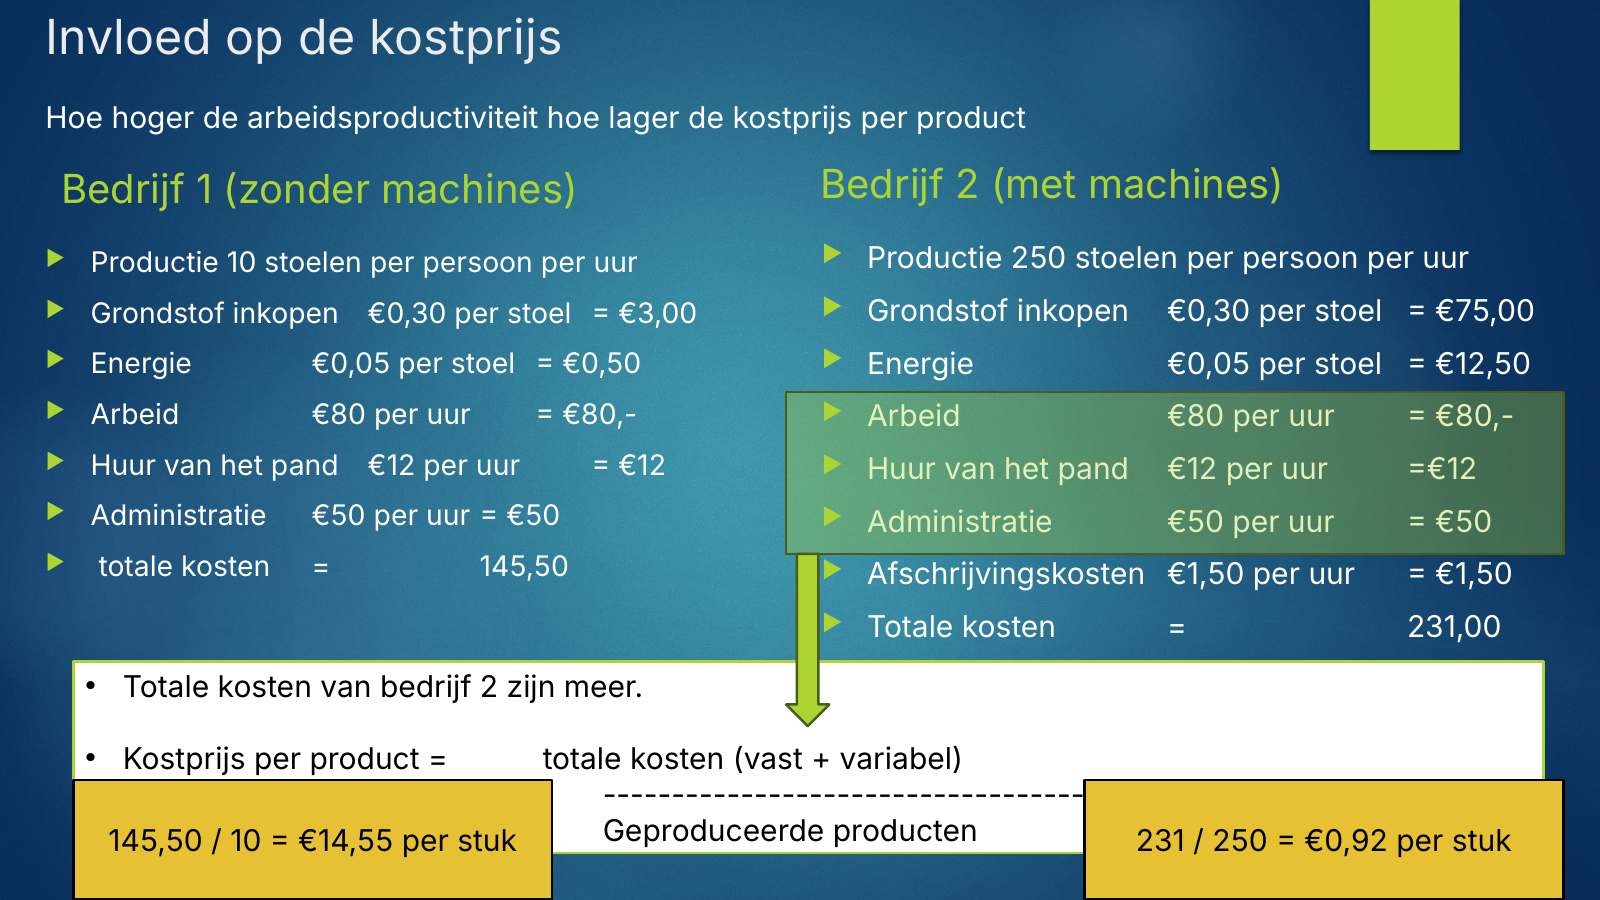 Invloed op de kostprijs
Hoe hoger de arbeidsproductiviteit hoe lager de kostprijs per product
Bedrijf 1 (zonder machines)
Productie 10 stoelen per persoon per uur
Grondstof inkopen €0,30 per stoel = €3,00
Energie €0,05 per stoel = €0,50
Arbeid €80 per uur = €80,-
Huur van het pand €12 per uur = €12
Administratie €50 per uur = €50
totale kosten = 145,50
Bedrijf 2 (met machines)
Productie 250 stoelen per persoon per uur
Grondstof inkopen €0,30 per stoel = €75,00
Energie €0,05 per stoel = €12,50
Arbeid €80 per uur = €80,-
Huur van het pand €12 per uur =€12
Administratie €50 per uur = €50
Afschrijvingskosten €1,50 per uur = €1,50
Totale kosten = 231,00
• Totale kosten van bedrijf 2 zijn meer.
• Kostprijs per product = totale kosten (vast + variabel)
-----------------------------------
Geproduceerde producten
145,50 / 10 = €14,55 per stuk
231 / 250 = €0,92 per stuk